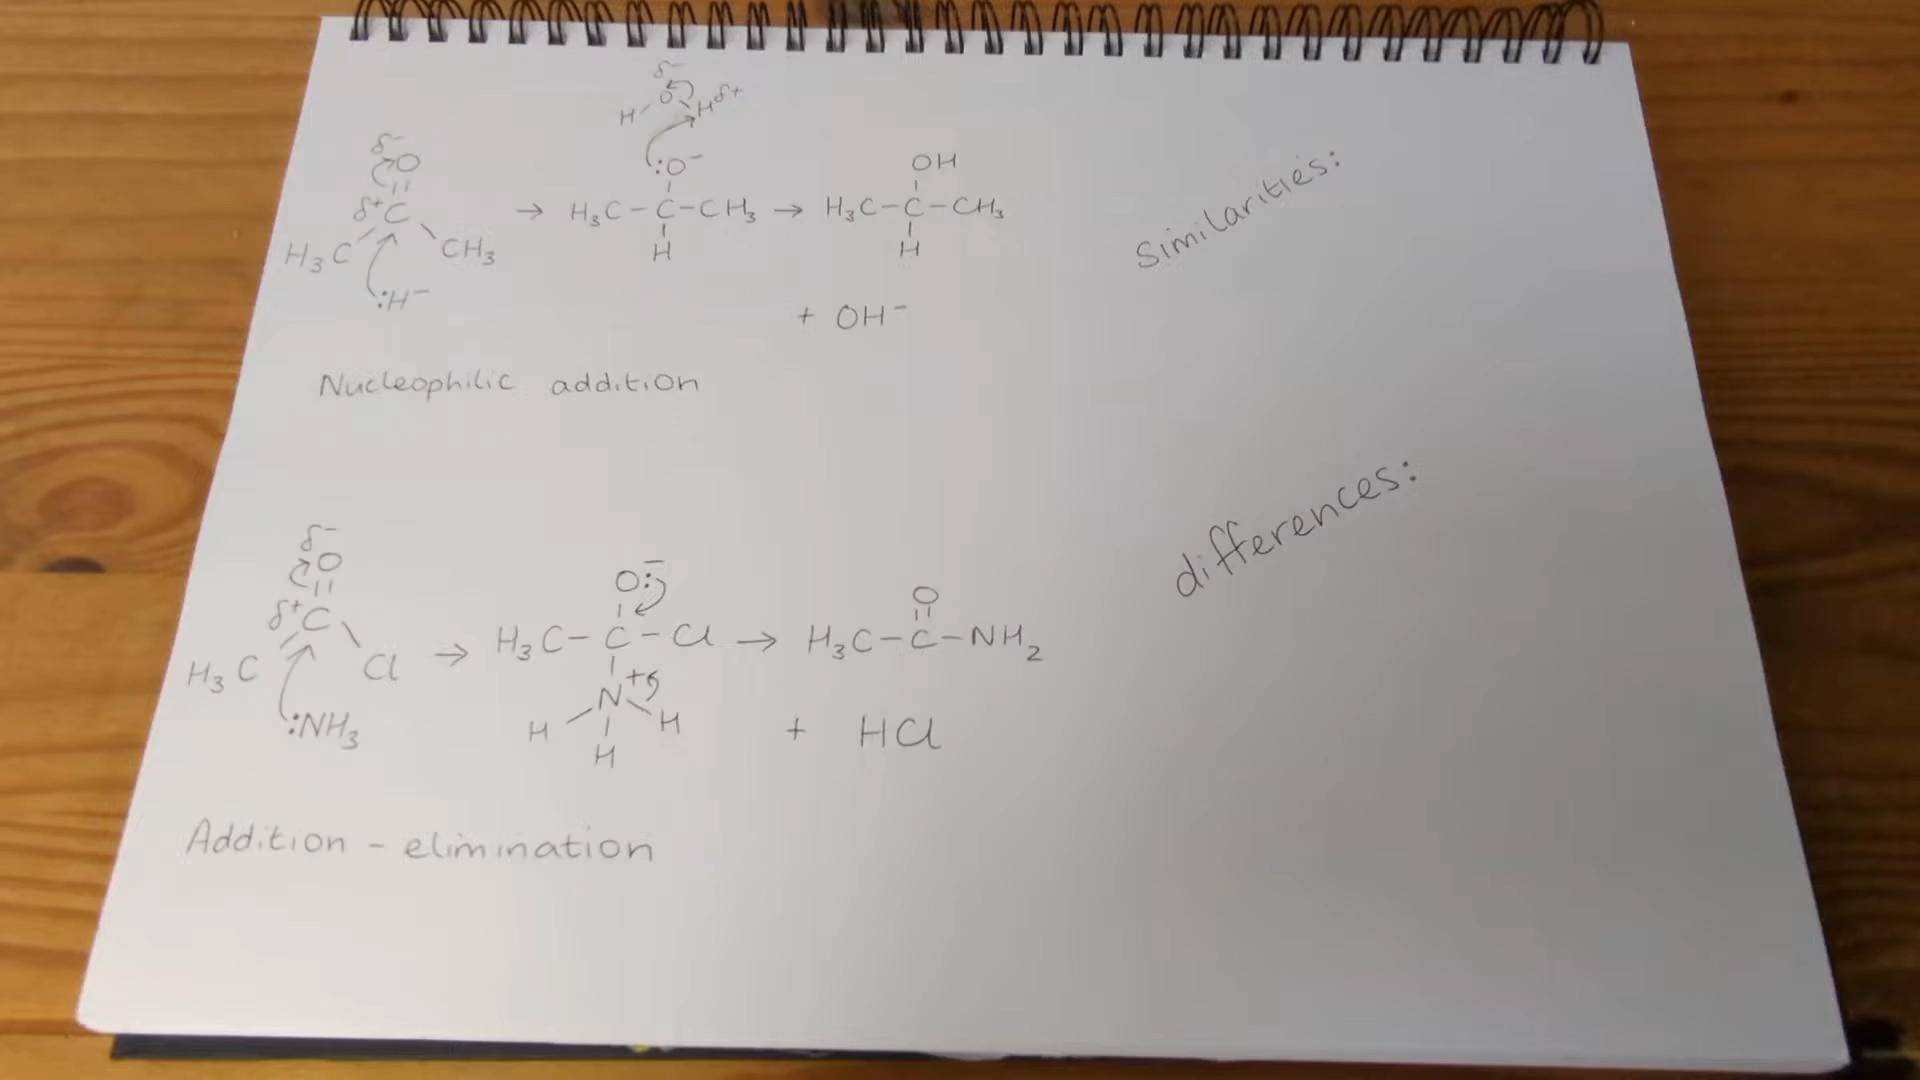 δ-
O
H H δ+
δ-
O
:O-
OH
δ+ C
→ H3C-C-CH3 → H3C-C-CH3
H3C CH3
H
H
:H-
+ OH-
Similarities:
Nucleophilic addition
differences:
δ-
O
O:-
O
δ+ C
→ H3C-C-Cl → H3C-C-NH2
H3C Cl
N+
:NH3
H H
H
+ HCl
Addition - elimination